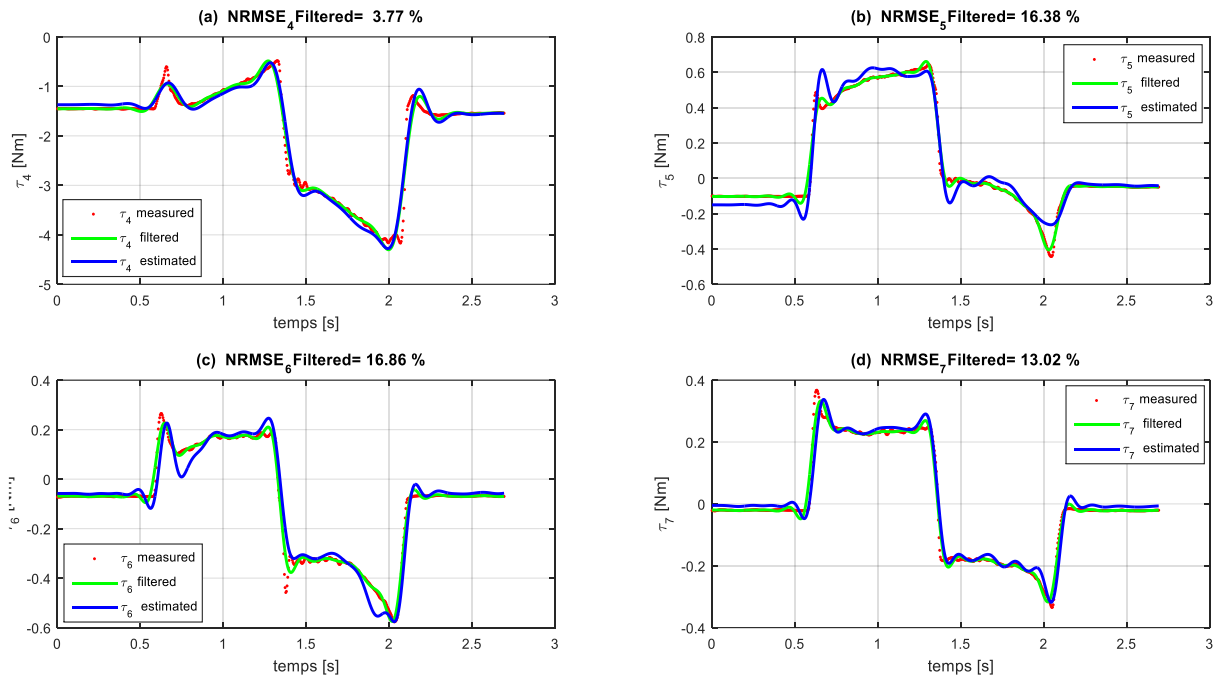 (a) NRMSE4Filtered= 3.77 %
0
-1
-2
-3
-4
-5
τ4 [Nm]
τ4 measured
τ4 filtered
τ4 estimated
0 0.5 1 1.5 2 2.5 3
temps [s]
(b) NRMSE5Filtered= 16.38 %
0.8
0.6
0.4
0.2
0
-0.2
-0.4
-0.6
τ5 [Nm]
τ5 measured
τ5 filtered
τ5 estimated
0 0.5 1 1.5 2 2.5 3
temps [s]
(c) NRMSE6Filtered= 16.86 %
0.4
0.2
0
-0.2
-0.4
-0.6
τ6 measured
τ6 filtered
τ6 estimated
0 0.5 1 1.5 2 2.5 3
temps [s]
(d) NRMSE7Filtered= 13.02 %
0.4
0.2
0
-0.2
-0.4
τ7 [Nm]
τ7 measured
τ7 filtered
τ7 estimated
0 0.5 1 1.5 2 2.5 3
temps [s]